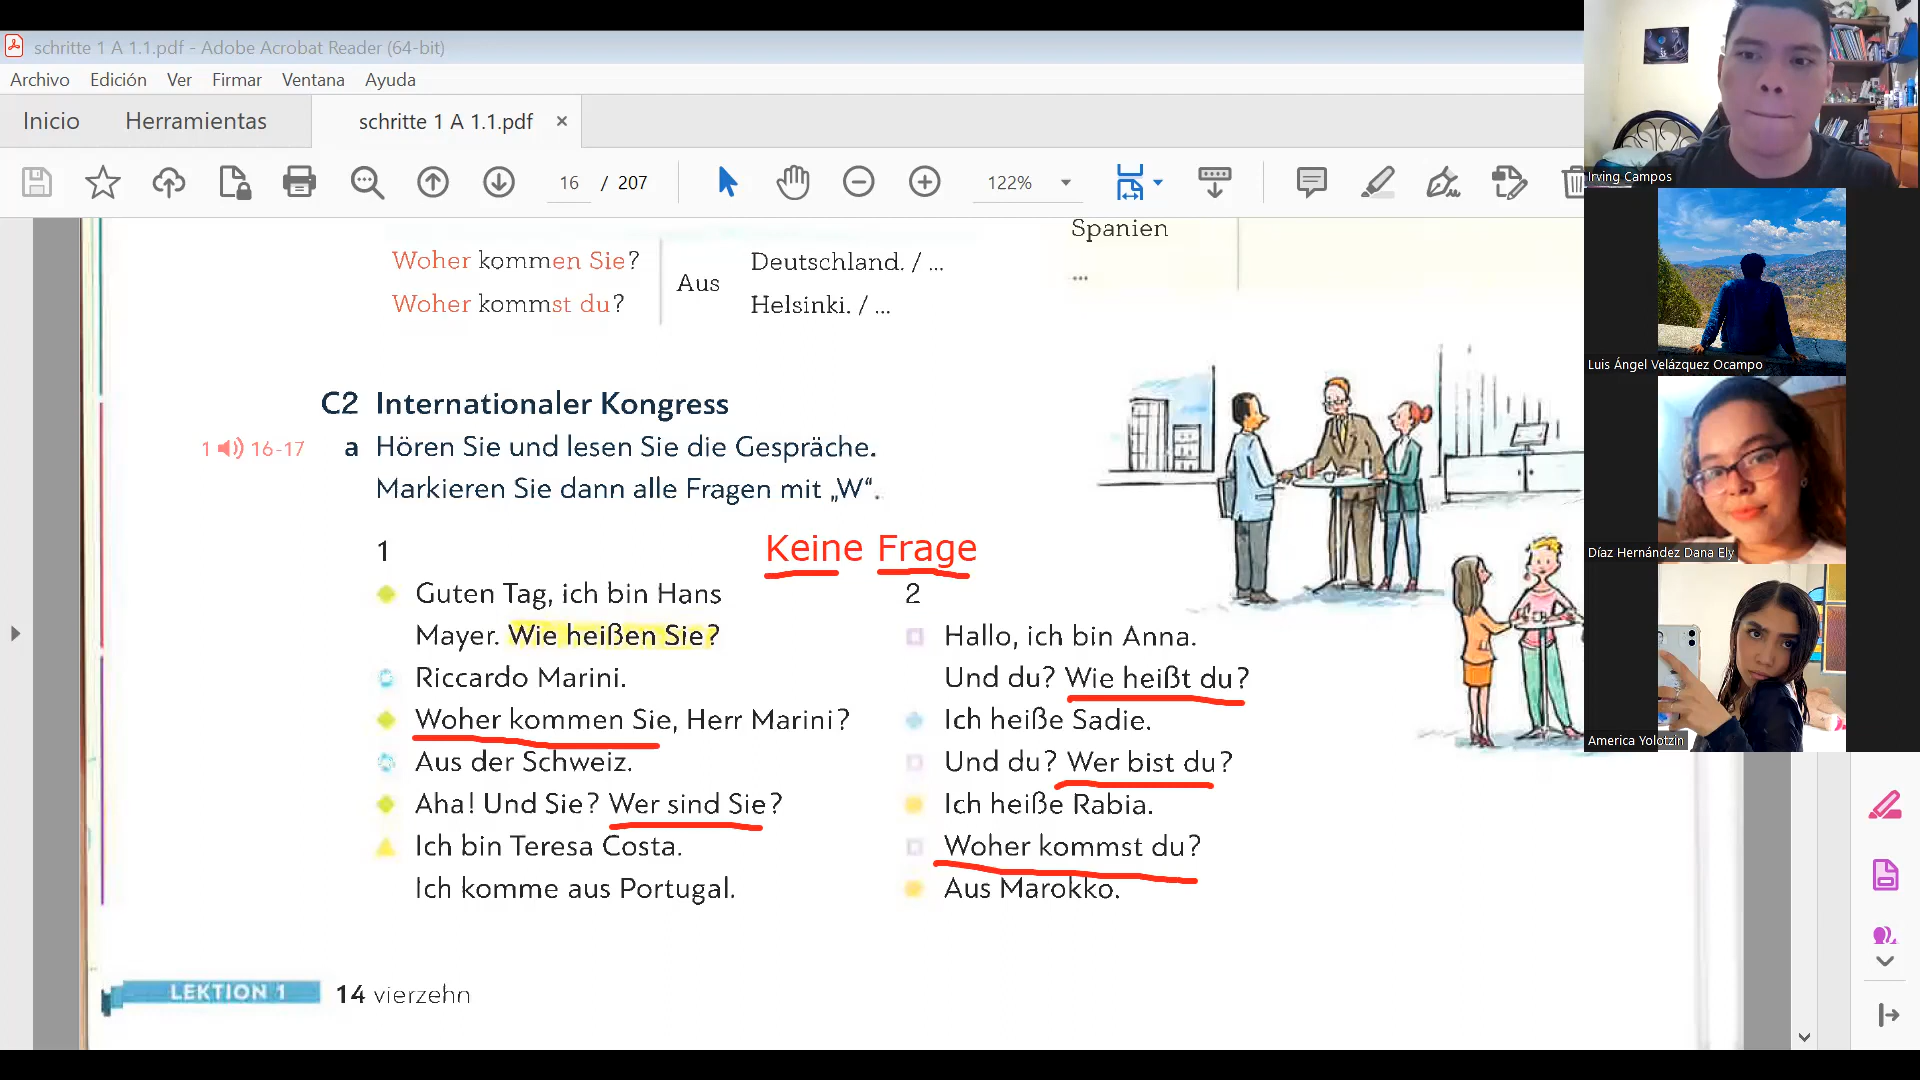 schritte 1 A 1.1.pdf - Adobe Acrobat Reader (64-bit)
Archivo Edición Ver Firmar Ventana Ayuda
Inicio Herramientas schritte 1 A 1.1.pdf ×
16 / 207 122%
Woher kommen Sie?
Woher kommst du?
Aus
Deutschland. / ...
Helsinki. / ...
Spanien
...
C2 Internationaler Kongress
1 16-17 a Hören Sie und lesen Sie die Gespräche.
Markieren Sie dann alle Fragen mit „W“.
Keine Frage
1
Guten Tag, ich bin Hans
Mayer. Wie heißen Sie?
Riccardo Marini.
Woher kommen Sie, Herr Marini?
Aus der Schweiz.
Aha! Und Sie? Wer sind Sie?
Ich bin Teresa Costa.
Ich komme aus Portugal.
2
Hallo, ich bin Anna.
Und du? Wie heißt du?
Ich heiße Sadie.
Und du? Wer bist du?
Ich heiße Rabia.
Woher kommst du?
Aus Marokko.
LEKTION 1 14 vierzehn
Irving Campos
Luis Ángel Velázquez Ocampo
Díaz Hernández Dana Ely
America Yolotzin